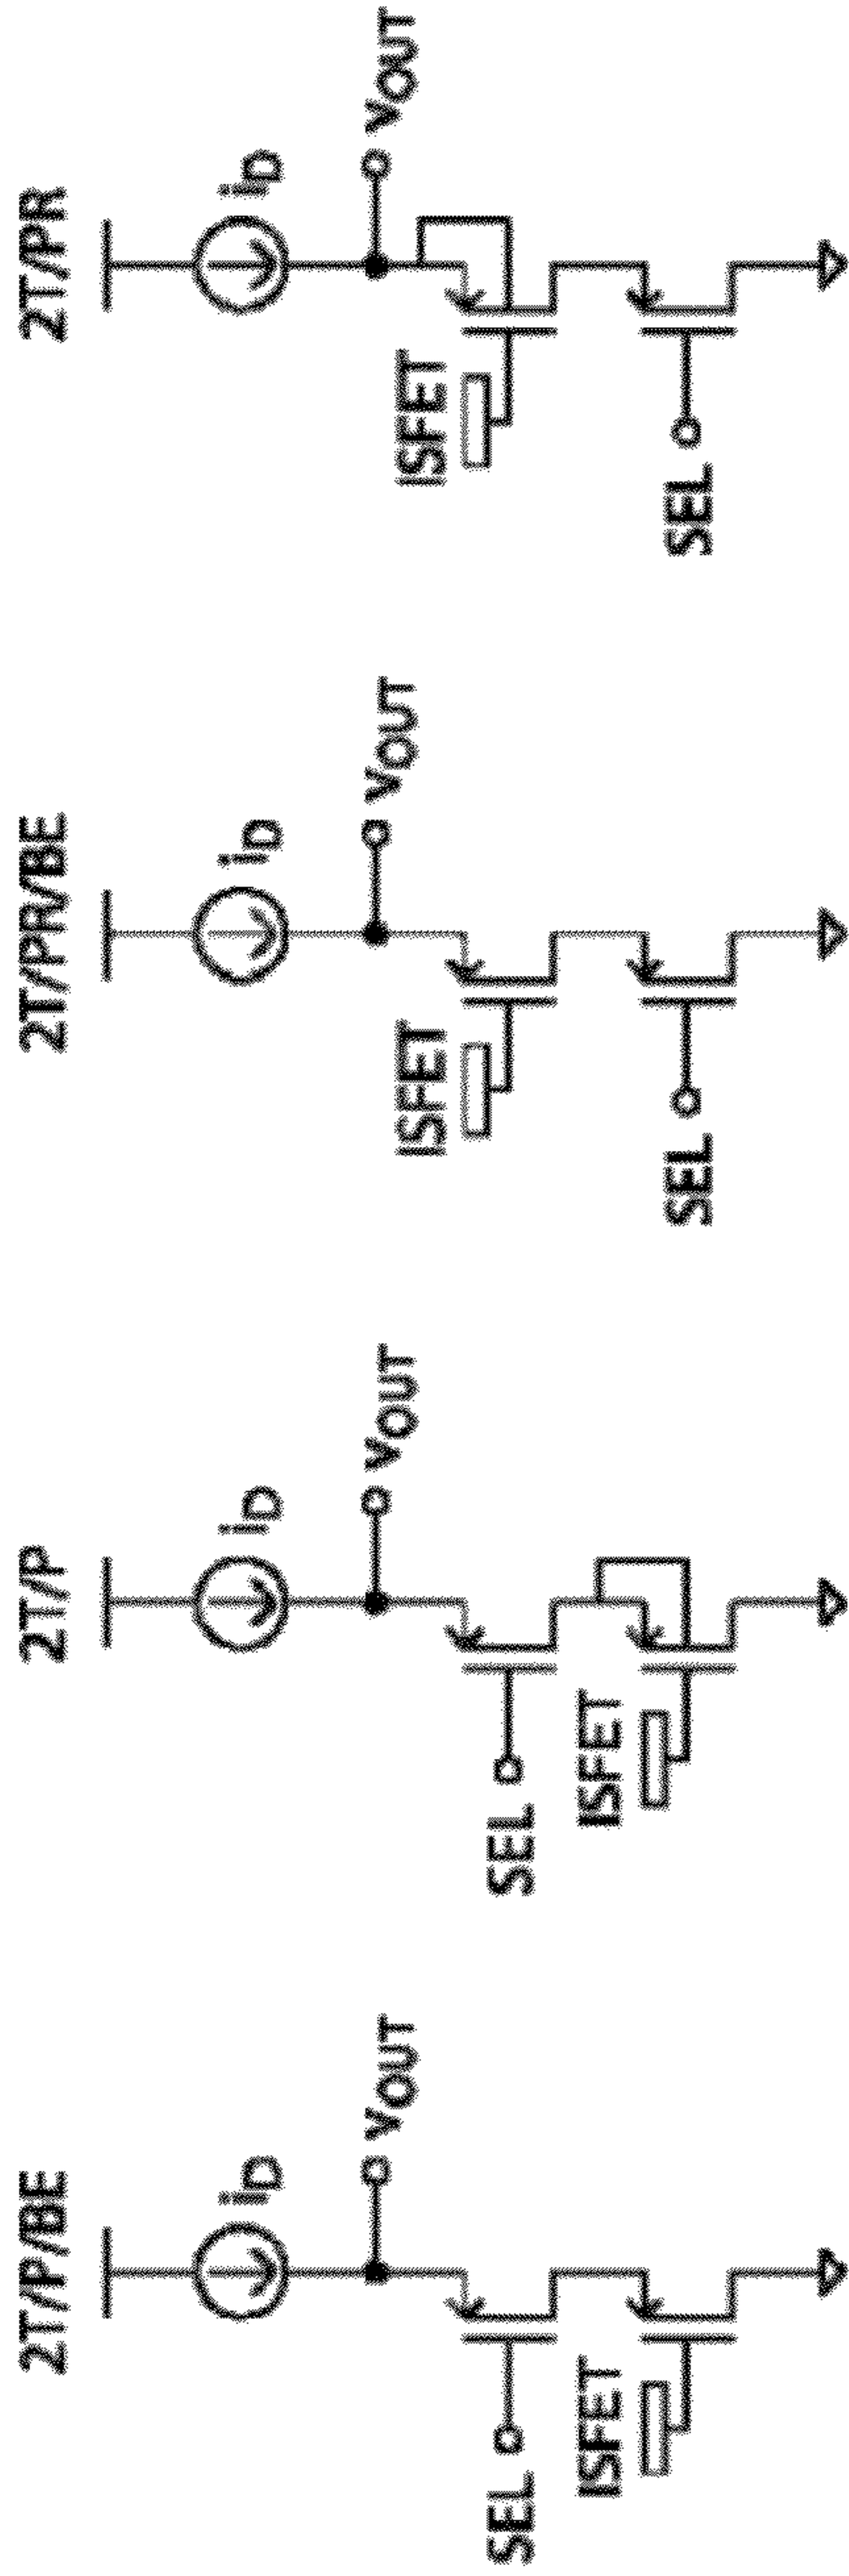 2T/P/BE
iD
VOUT
SEL
ISFET
2T/P
iD
VOUT
SEL
ISFET
2T/PR/BE
iD
VOUT
ISFET
SEL
2T/PR
iD
VOUT
ISFET
SEL